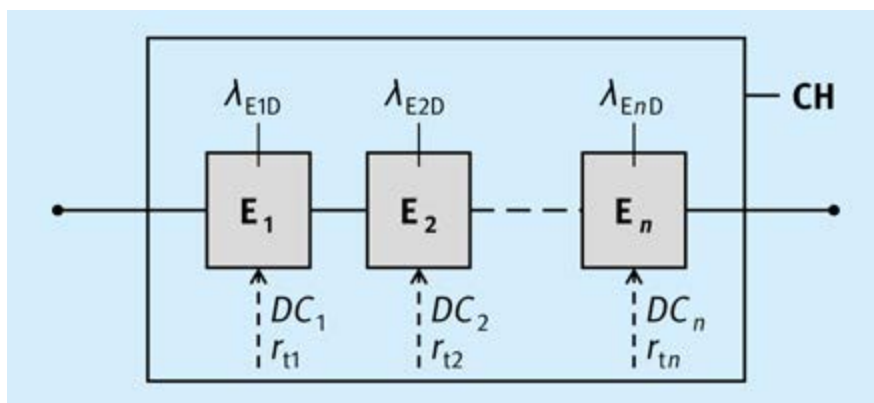 λE1D λE2D λEnD
CH
E1 E2 En
DC1 DC2 DCn
rt1 rt2 rtn